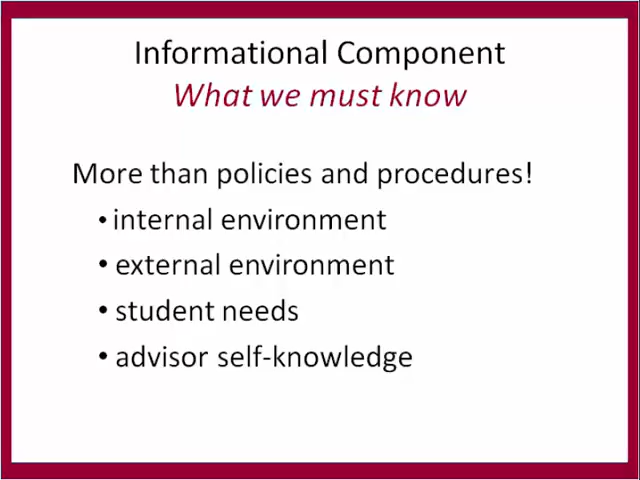 Informational Component
What we must know
More than policies and procedures!
• internal environment
• external environment
• student needs
• advisor self-knowledge